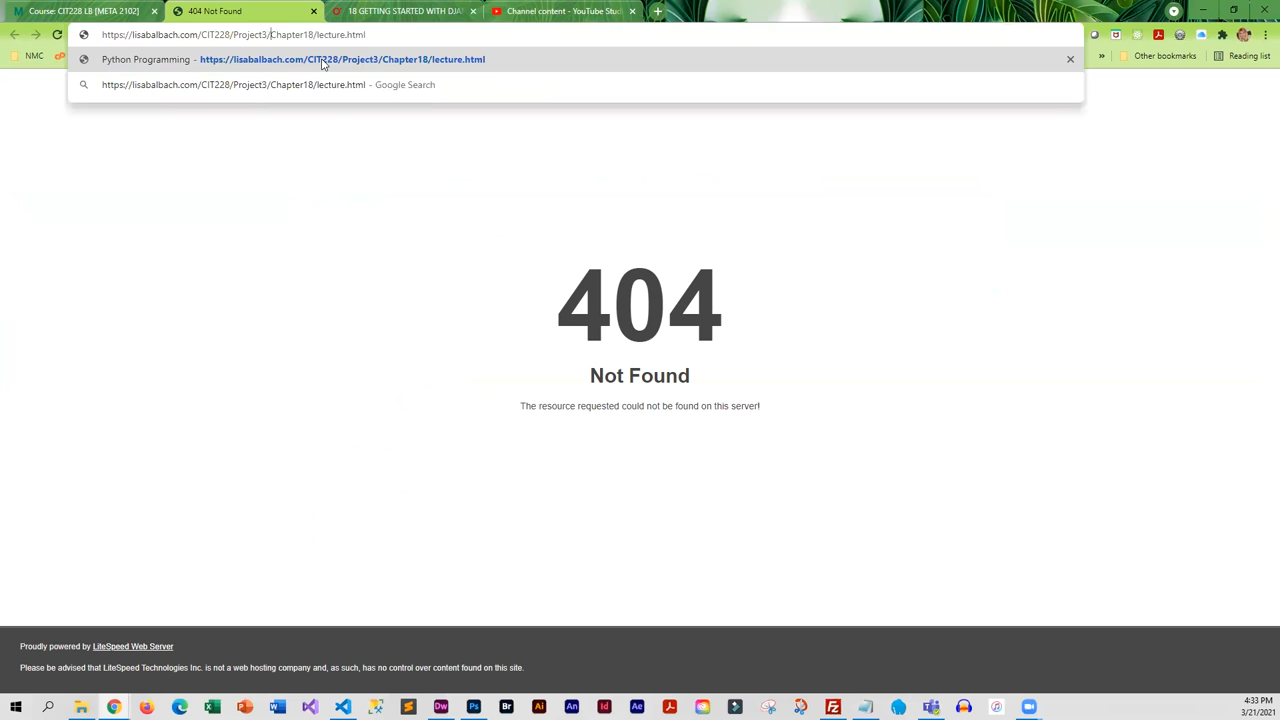 Course: CIT228 LB [META 2102]
404 Not Found
18 GETTING STARTED WITH DJA
Channel content - YouTube Stud
https://lisabalbach.com/CIT228/Project3/Chapter18/lecture.html
NMC
Python Programming - https://lisabalbach.com/CIT228/Project3/Chapter18/lecture.html
Other bookmarks
Reading list
https://lisabalbach.com/CIT228/Project3/Chapter18/lecture.html - Google Search
404
Not Found
The resource requested could not be found on this server!
Proudly powered by LiteSpeed Web Server
Please be advised that LiteSpeed Technologies Inc. is not a web hosting company and, as such, has no control over content found on this site.
4:33 PM
3/21/2021